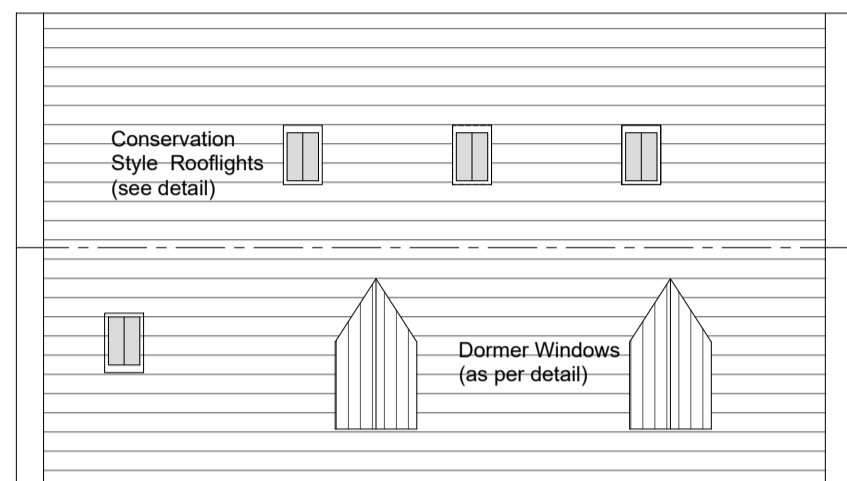 Conservation
Style Rooflights
(see detail)
Dormer Windows
(as per detail)